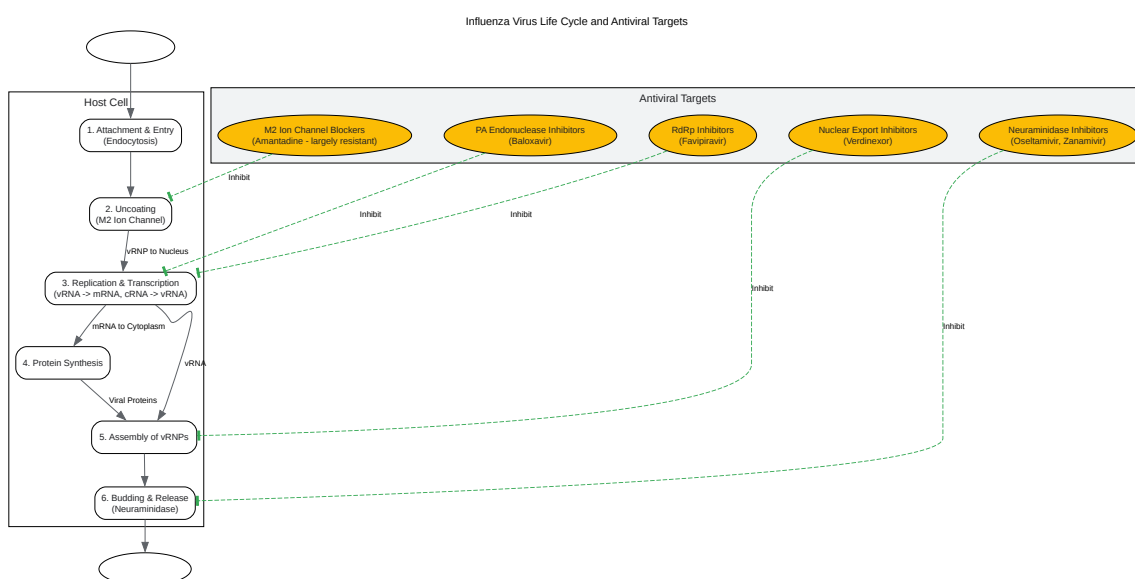 Influenza Virus Life Cycle and Antiviral Targets
Host Cell
Antiviral Targets
1. Attachment & Entry
(Endocytosis)
M2 Ion Channel Blockers
(Amantadine - largely resistant)
PA Endonuclease Inhibitors
(Baloxavir)
RdRp Inhibitors
(Favipiravir)
Nuclear Export Inhibitors
(Verdinexor)
Neuraminidase Inhibitors
(Oseltamivir, Zanamivir)
Inhibit
2. Uncoating
(M2 Ion Channel)
Inhibit
Inhibit
vRNP to Nucleus
3. Replication & Transcription
(vRNA -> mRNA, cRNA -> vRNA)
Inhibit
mRNA to Cytoplasm
Inhibit
4. Protein Synthesis
vRNA
Viral Proteins
5. Assembly of vRNPs
6. Budding & Release
(Neuraminidase)